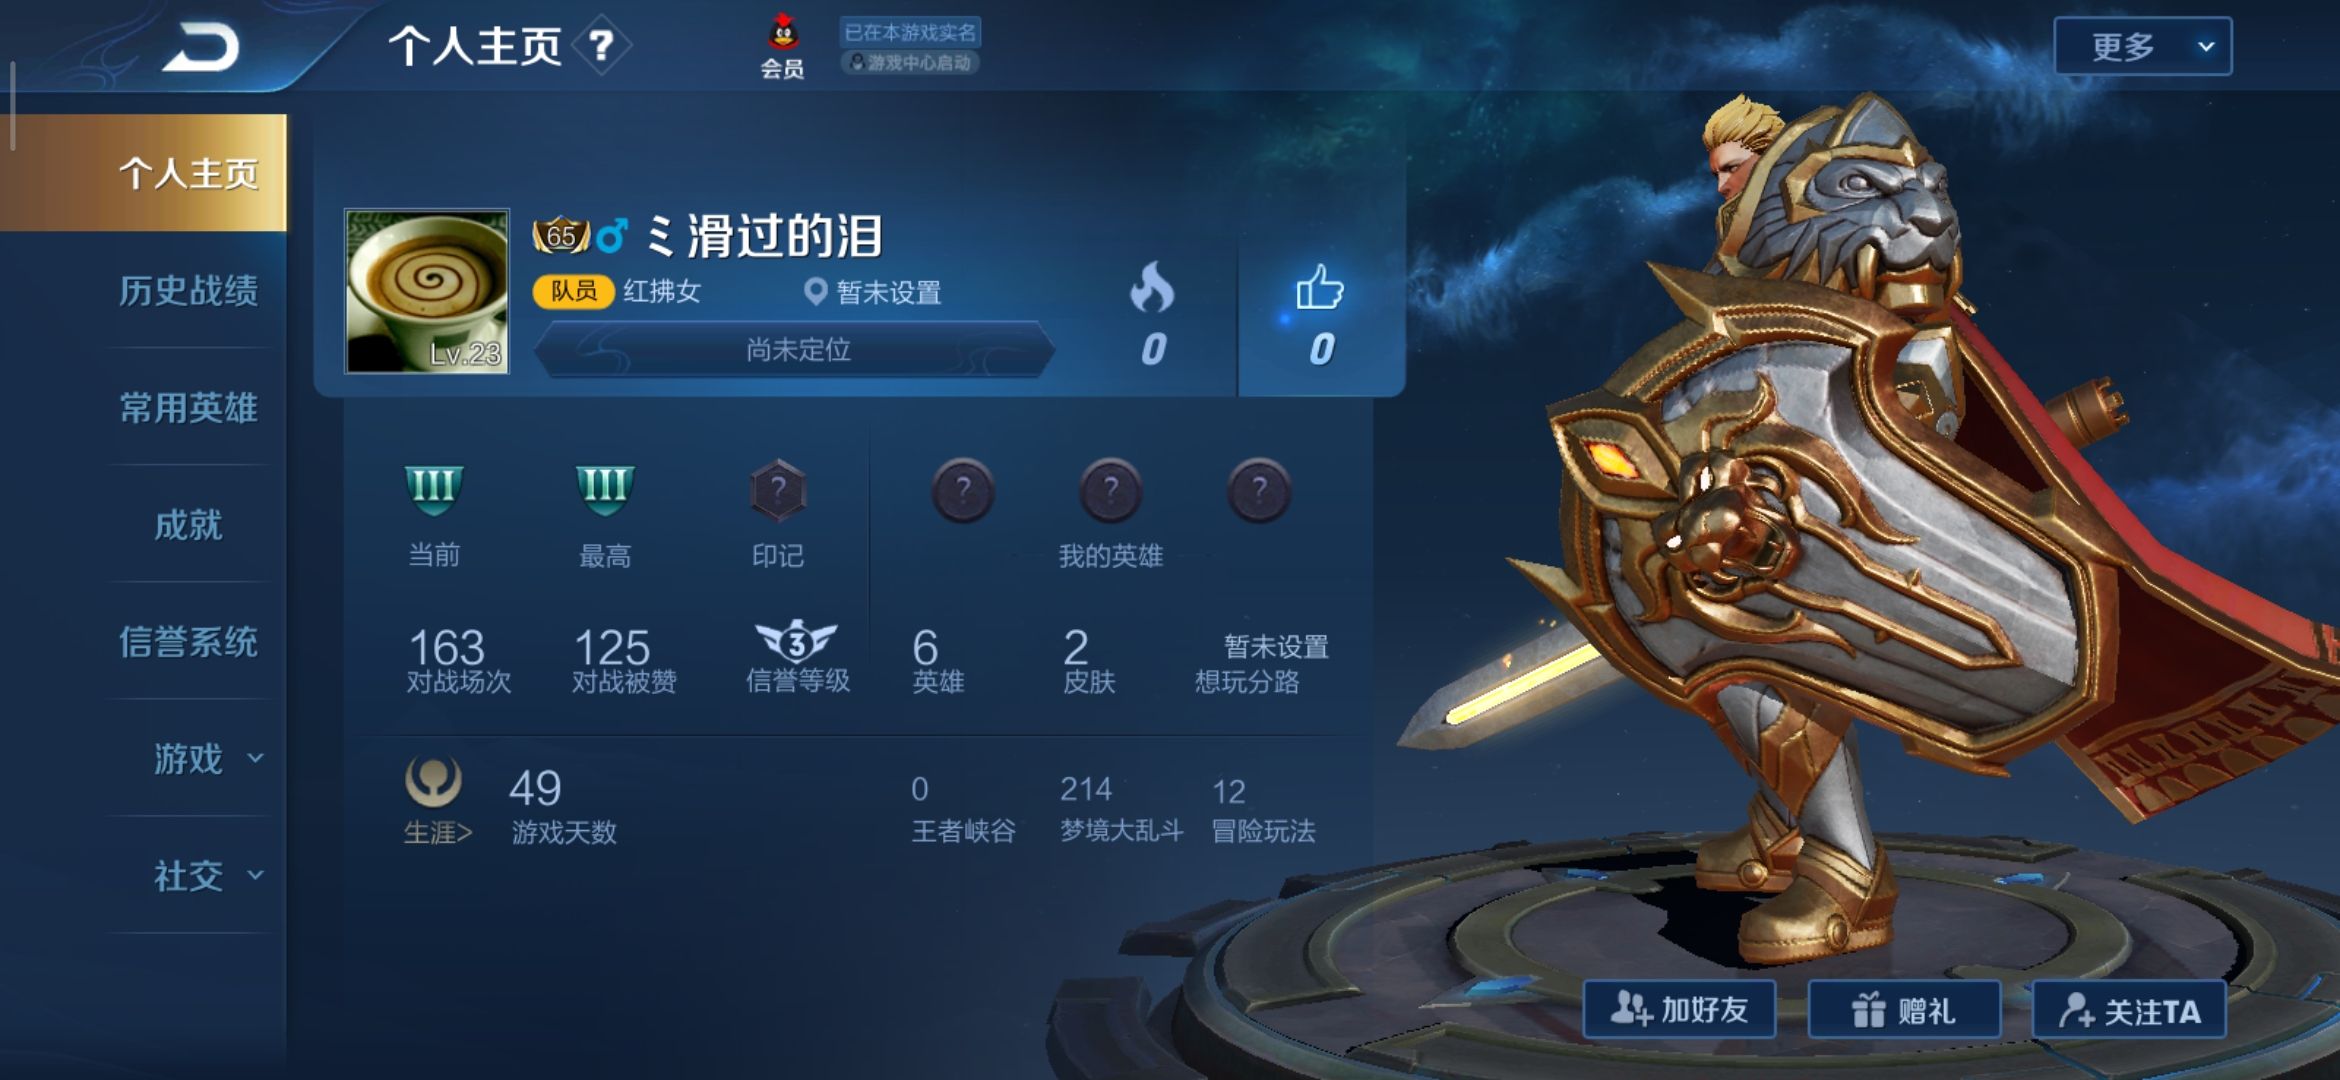 个人主页
?
会员
已在本游戏实名
游戏中心启动
更多
个人主页
历史战绩
常用英雄
成就
信誉系统
游戏
社交
Lv.23
65 ミ滑过的泪
队员 红拂女 暂未设置
尚未定位
0
0
III III ? ? ? ?
当前 最高 印记 我的英雄
163 125 3 6 2 暂未设置
对战场次 对战被赞 信誉等级 英雄 皮肤 想玩分路
49 0 214 12
生涯> 游戏天数 王者峡谷 梦境大乱斗 冒险玩法
加好友 赠礼 关注TA